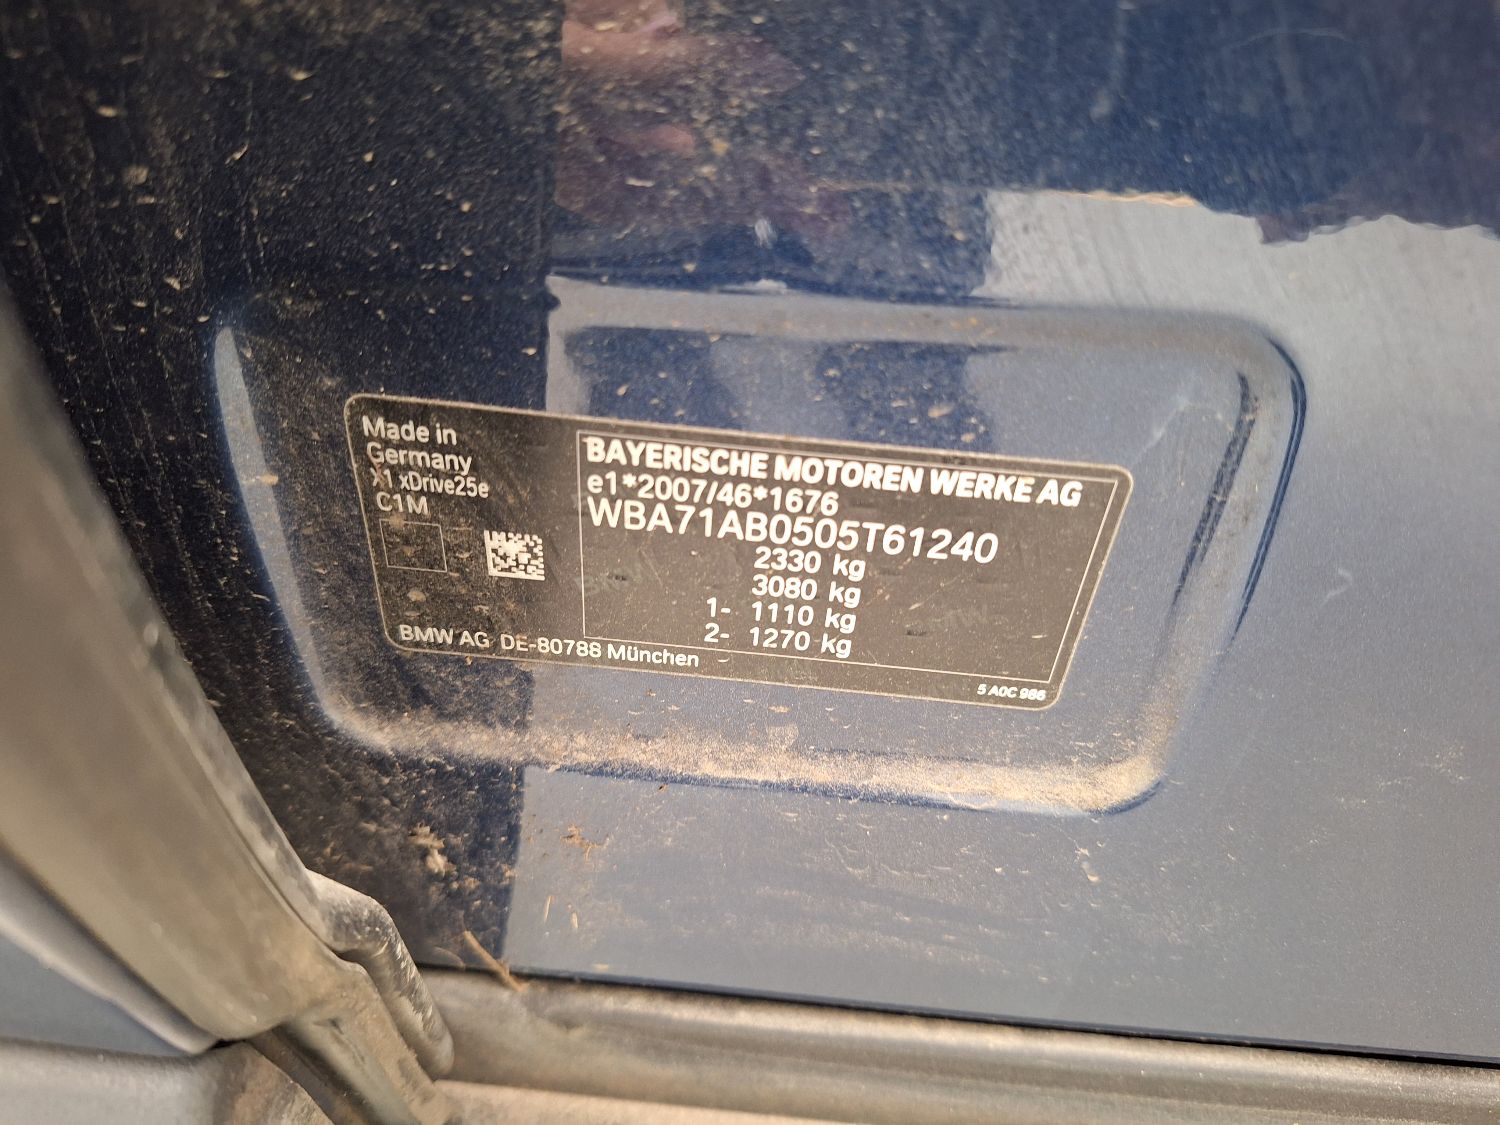 Made in
Germany
X1 xDrive25e
C1M
BAYERISCHE MOTOREN WERKE AG
e1*2007/46*1676
WBA71AB0505T61240
2330 kg
3080 kg
1- 1110 kg
2- 1270 kg
BMW AG DE-80788 München
5 A0C 986